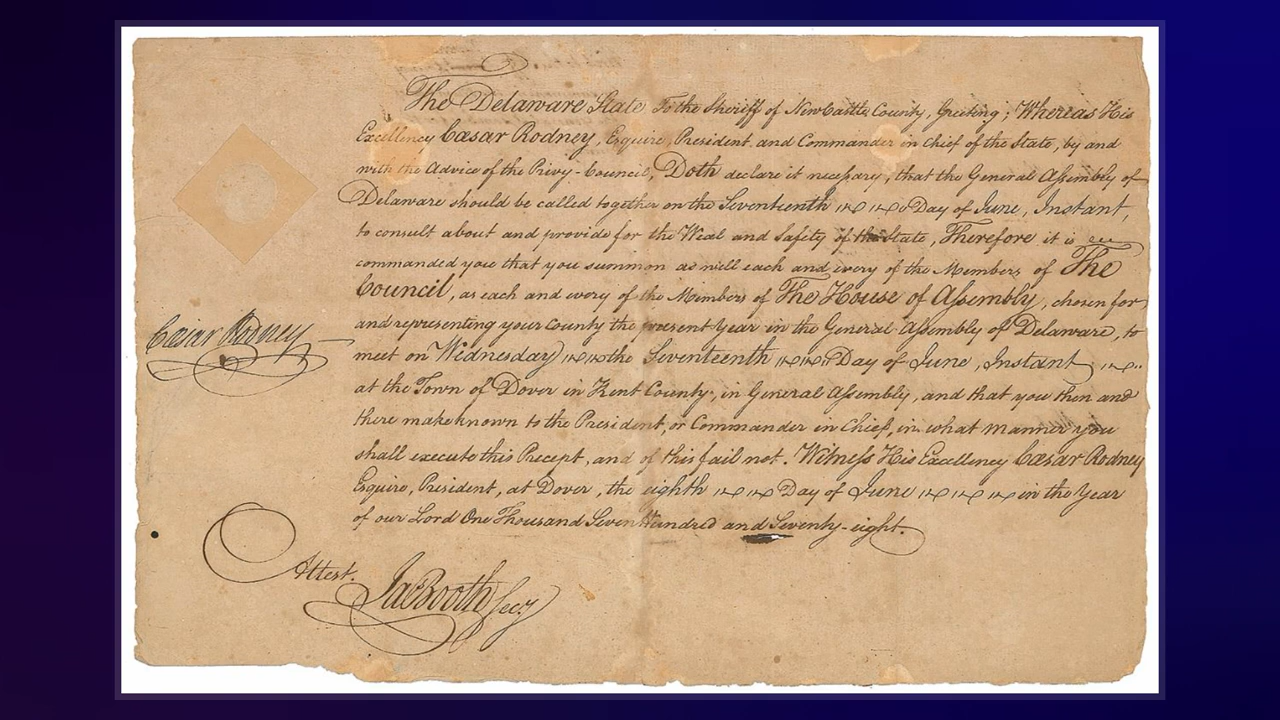 The Delaware State To the Sheriff of New Castle County, Greeting; Whereas His
Excellency Cæsar Rodney, Esquire, President and Commander in Chief of the State, by and
with the Advice of the Privy-Council, Doth declare it necessary, that the General Assembly of
Delaware should be called together on the Seventeenth Day of June, Instant,
to consult about and provide for the Weal and Safety of the State, Therefore it is
commanded you that you summon as well each and every of the Members of The
Council, as each and every of the Members of The House of Assembly, chosen for
and representing your County the present Year in the General Assembly of Delaware, to
meet on Wednesday the Seventeenth Day of June, Instant
at the Town of Dover in Kent County, in General Assembly, and that you then and
there make known to the President, or Commander in Chief, in what manner you
shall execute this Precept, and of this fail not. Witness His Excellency Cæsar Rodney
Esquire, President, at Dover, the eighth Day of June in the Year
of our Lord One Thousand Seven Hundred and Seventy-eight.
Cæsar Rodney
Attest.
Jas Booth Secy